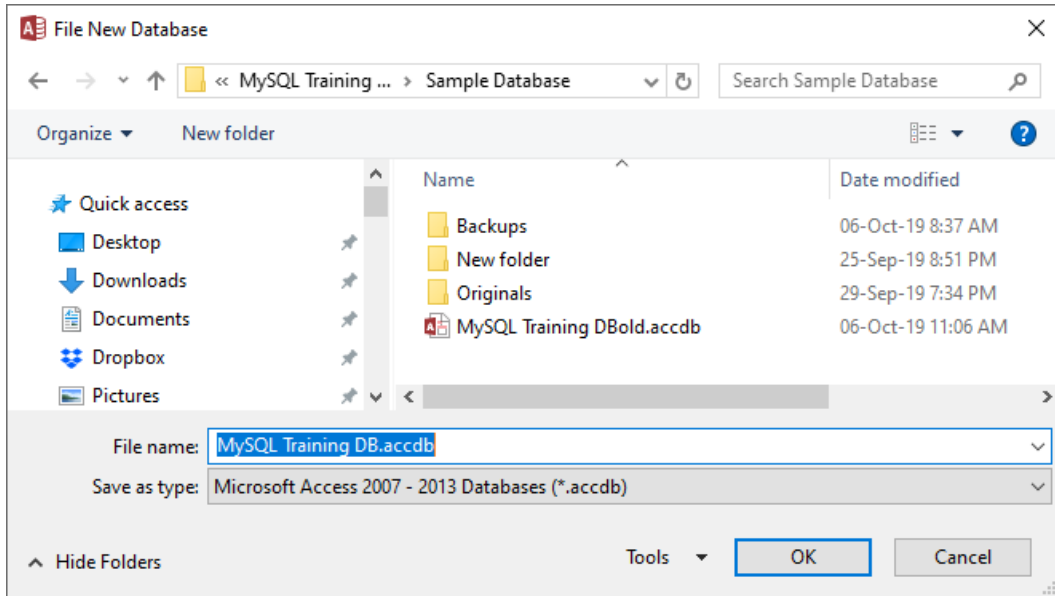 File New Database
« MySQL Training ... > Sample Database
Search Sample Database
Organize
New folder
?
Name
Date modified
Quick access
Desktop
Downloads
Documents
Dropbox
Pictures
Backups 06-Oct-19 8:37 AM
New folder 25-Sep-19 8:51 PM
Originals 29-Sep-19 7:34 PM
MySQL Training DBold.accdb 06-Oct-19 11:06 AM
File name: MySQL Training DB.accdb
Save as type: Microsoft Access 2007 - 2013 Databases (*.accdb)
Hide Folders
Tools
OK
Cancel